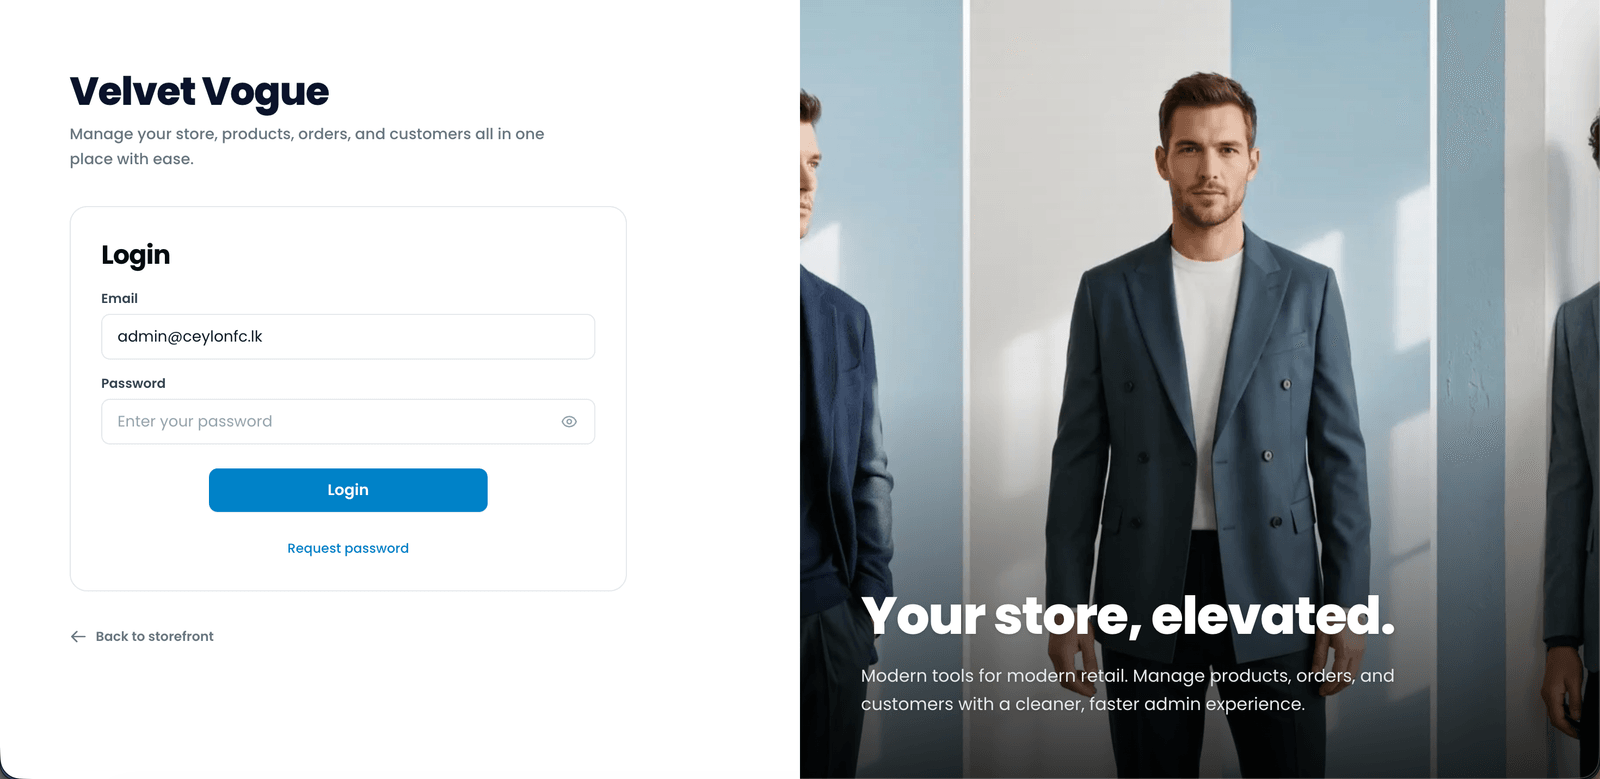 Velvet Vogue
Manage your store, products, orders, and customers all in one
place with ease.
Login
Email
admin@ceylonfc.lk
Password
Enter your password
Login
Request password
Back to storefront
Your store, elevated.
Modern tools for modern retail. Manage products, orders, and
customers with a cleaner, faster admin experience.